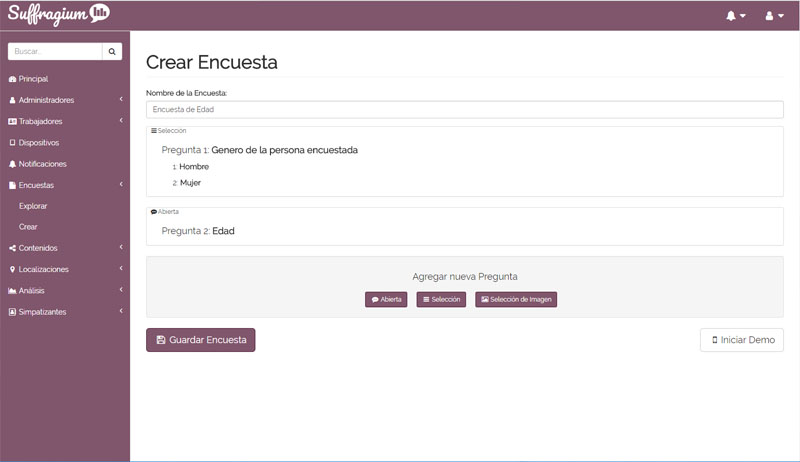 Suffragium
Buscar...
Principal
Administradores
Trabajadores
Dispositivos
Notificaciones
Encuestas
Explorar
Crear
Contenidos
Localizaciones
Análisis
Simpatizantes
Crear Encuesta
Nombre de la Encuesta:
Encuesta de Edad
Selección
Pregunta 1: Genero de la persona encuestada
1: Hombre
2: Mujer
Abierta
Pregunta 2: Edad
Agregar nueva Pregunta
Abierta Selección Selección de Imagen
Guardar Encuesta Iniciar Demo